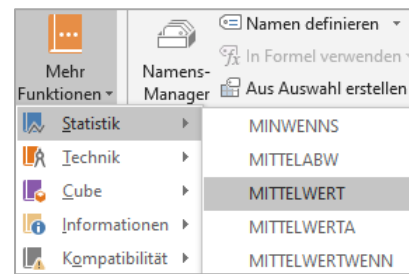 Mehr Funktionen
Namens-Manager
Namen definieren
In Formel verwenden
Aus Auswahl erstellen
Statistik
Technik
Cube
Informationen
Kompatibilität
MINWENNS
MITTELABW
MITTELWERT
MITTELWERTA
MITTELWERTWENN